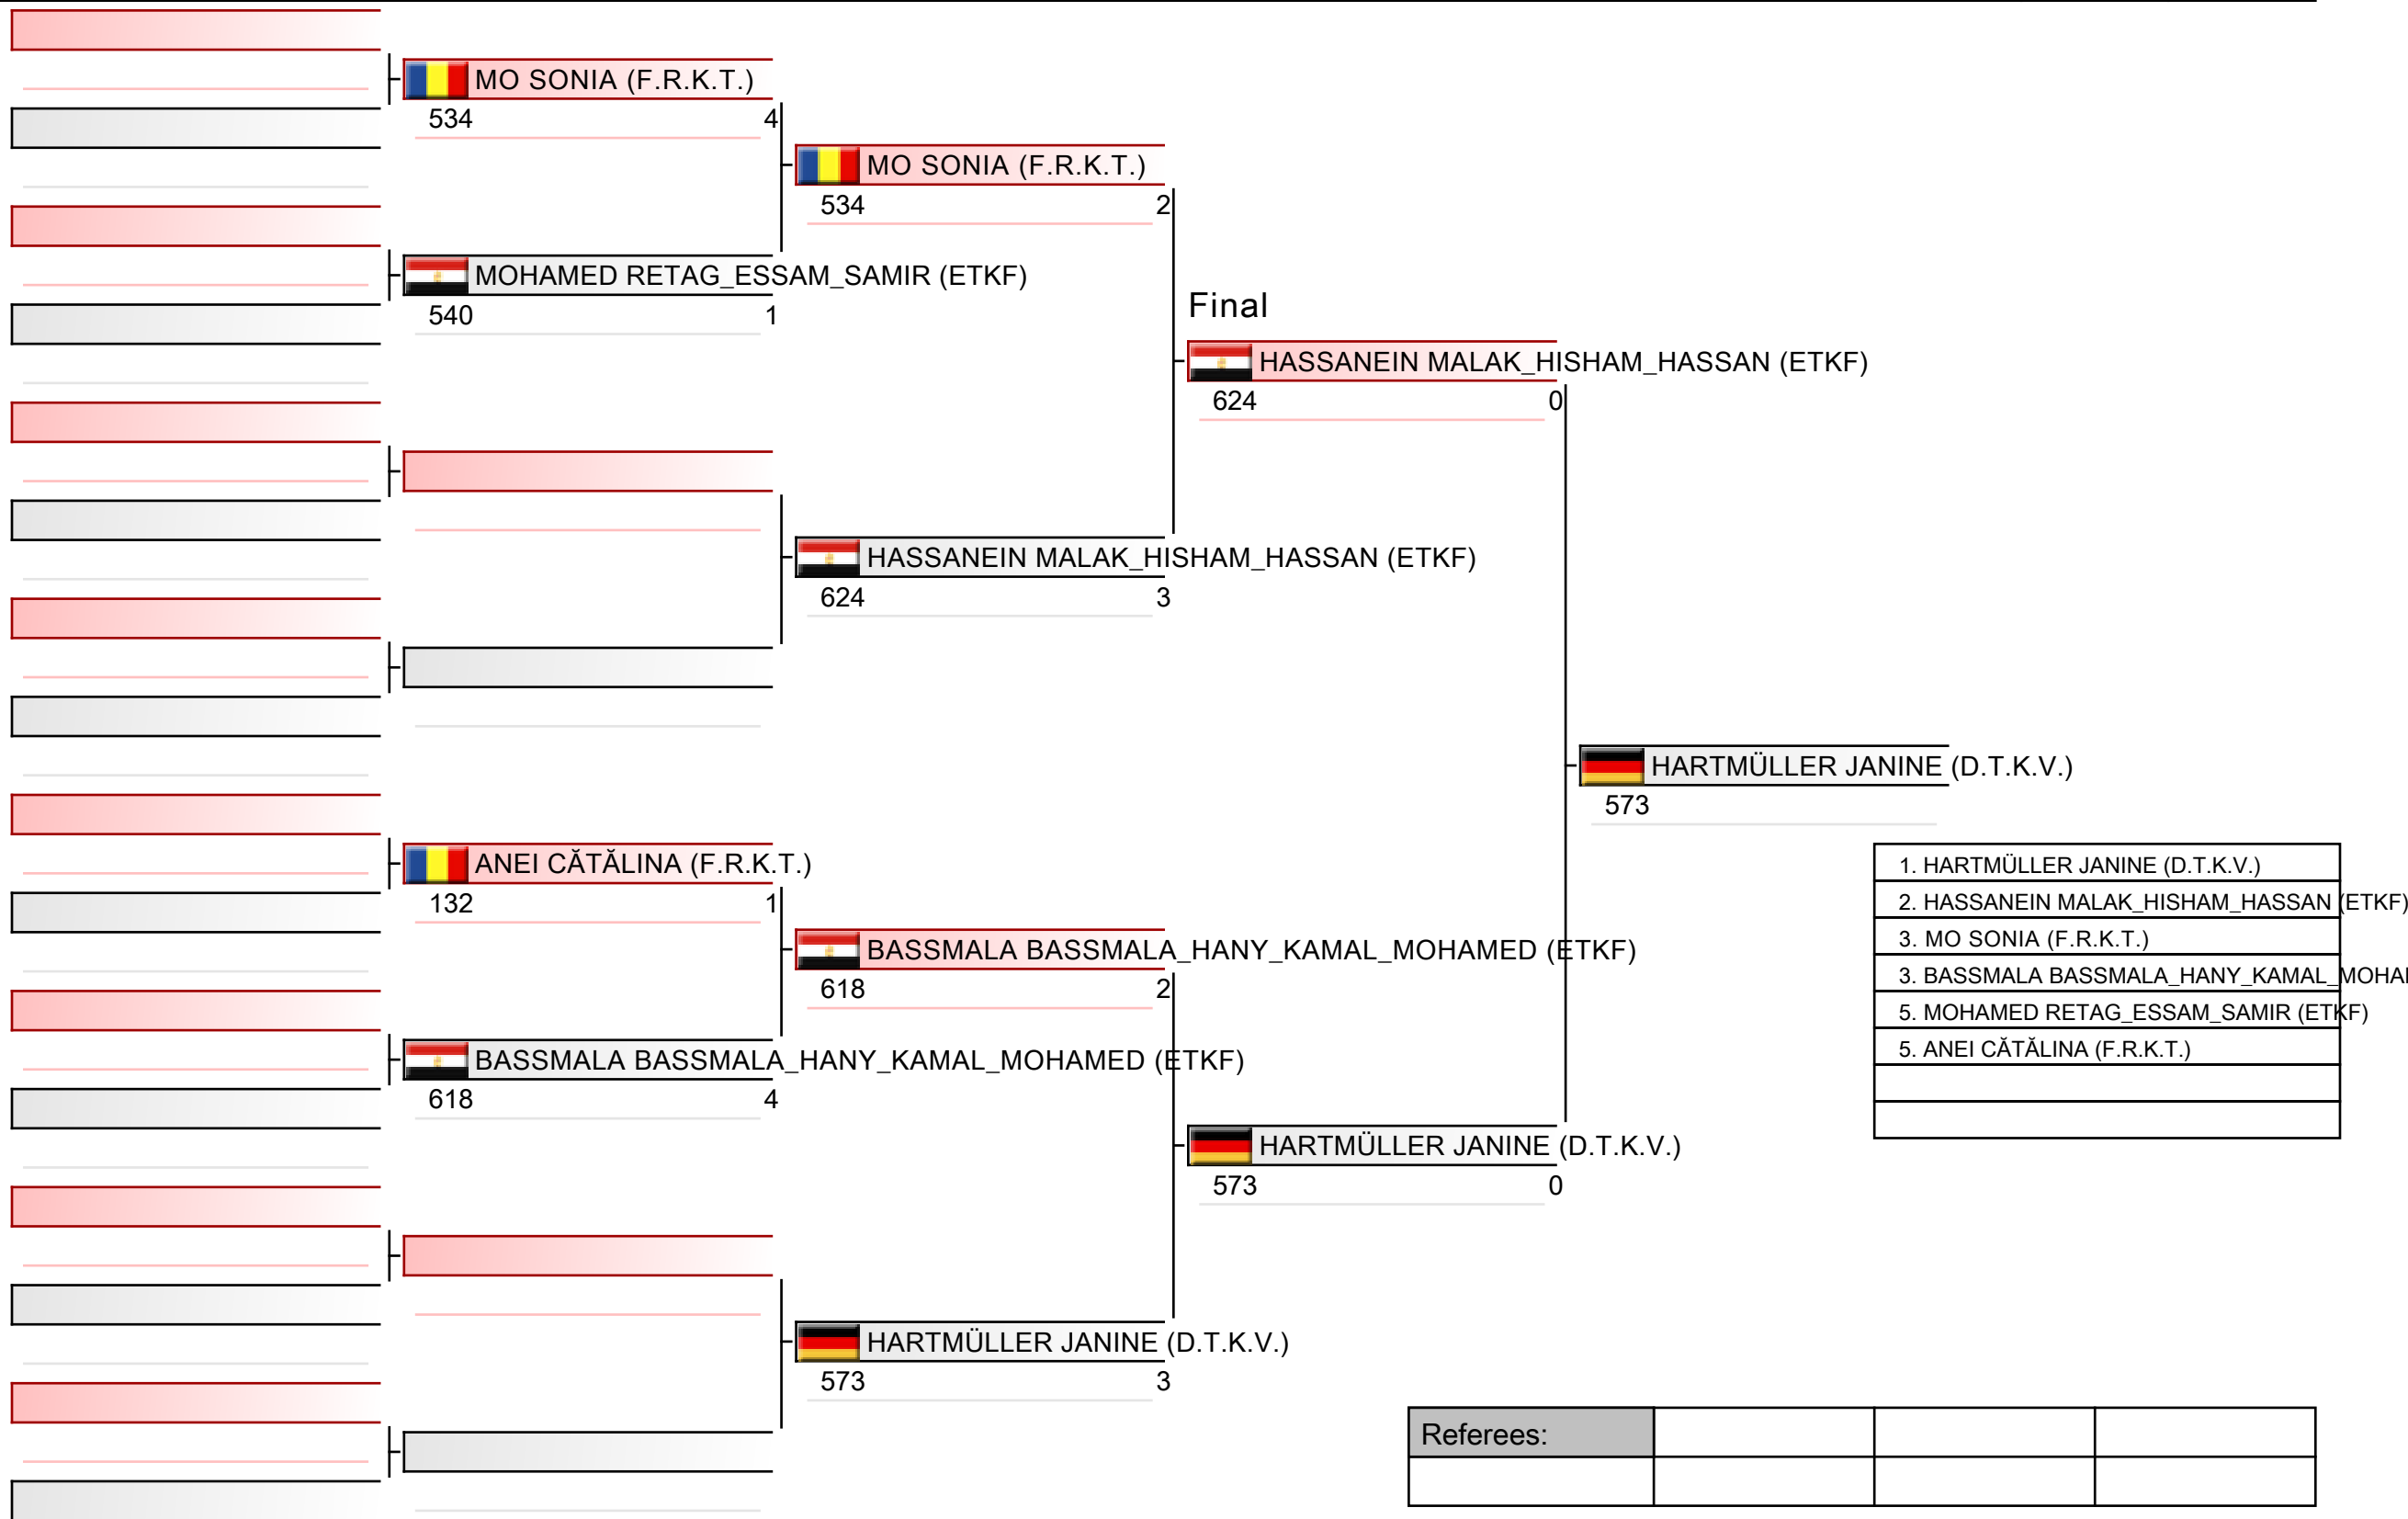 MO SONIA (F.R.K.T.)
534 4
MOHAMED RETAG_ESSAM_SAMIR (ETKF)
540 1
ANEI CĂTĂLINA (F.R.K.T.)
132 1
BASSMALA BASSMALA_HANY_KAMAL_MOHAMED (ETKF)
618 4
MO SONIA (F.R.K.T.)
534 2
HASSANEIN MALAK_HISHAM_HASSAN (ETKF)
624 3
BASSMALA BASSMALA_HANY_KAMAL_MOHAMED (ETKF)
618 2
HARTMÜLLER JANINE (D.T.K.V.)
573 3
Final
HASSANEIN MALAK_HISHAM_HASSAN (ETKF)
624 0
HARTMÜLLER JANINE (D.T.K.V.)
573 0
HARTMÜLLER JANINE (D.T.K.V.)
573
1. HARTMÜLLER JANINE (D.T.K.V.)
2. HASSANEIN MALAK_HISHAM_HASSAN (ETKF)
3. MO SONIA (F.R.K.T.)
3. BASSMALA BASSMALA_HANY_KAMAL_MOHA
5. MOHAMED RETAG_ESSAM_SAMIR (ETKF)
5. ANEI CĂTĂLINA (F.R.K.T.)
Referees: